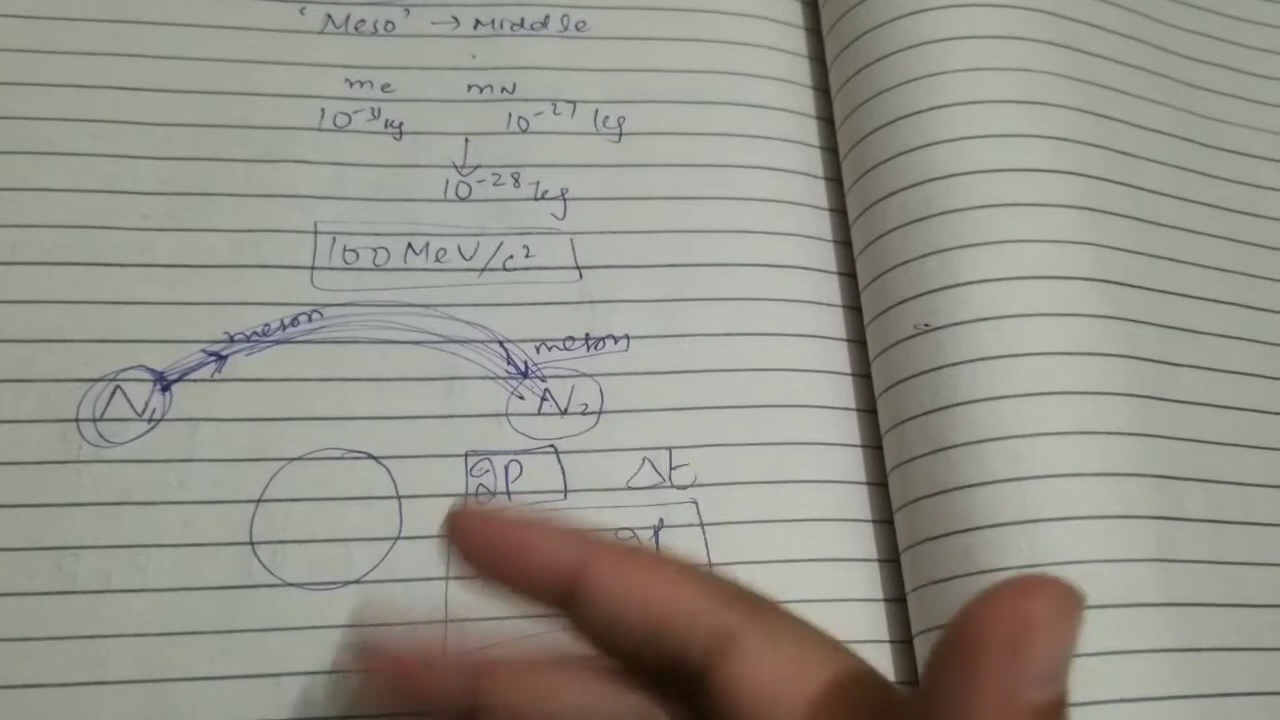 'Meso' → Middle
me mN
10⁻³¹kg 10⁻²⁷ kg
↓
10⁻²⁸ kg
100 MeV/c²
meson
meson
N₁ N₂
Δt